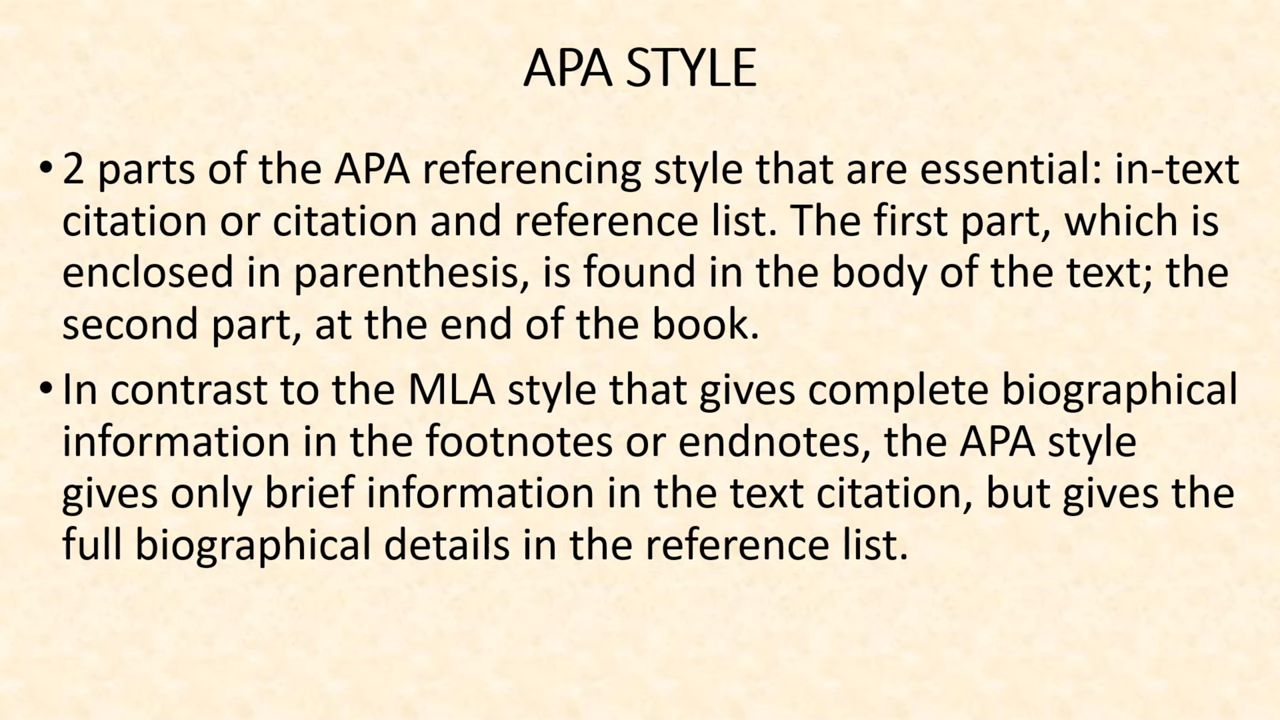 APA STYLE
• 2 parts of the APA referencing style that are essential: in-text
citation or citation and reference list. The first part, which is
enclosed in parenthesis, is found in the body of the text; the
second part, at the end of the book.
• In contrast to the MLA style that gives complete biographical
information in the footnotes or endnotes, the APA style
gives only brief information in the text citation, but gives the
full biographical details in the reference list.